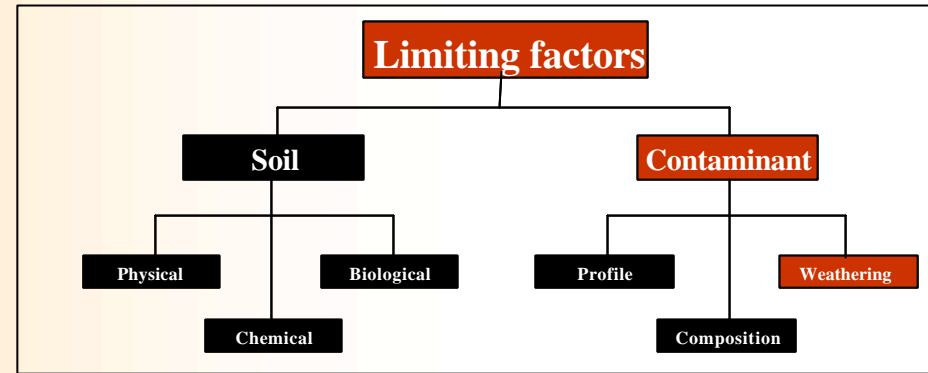 Limiting factors
Soil
Contaminant
Physical
Biological
Profile
Weathering
Chemical
Composition